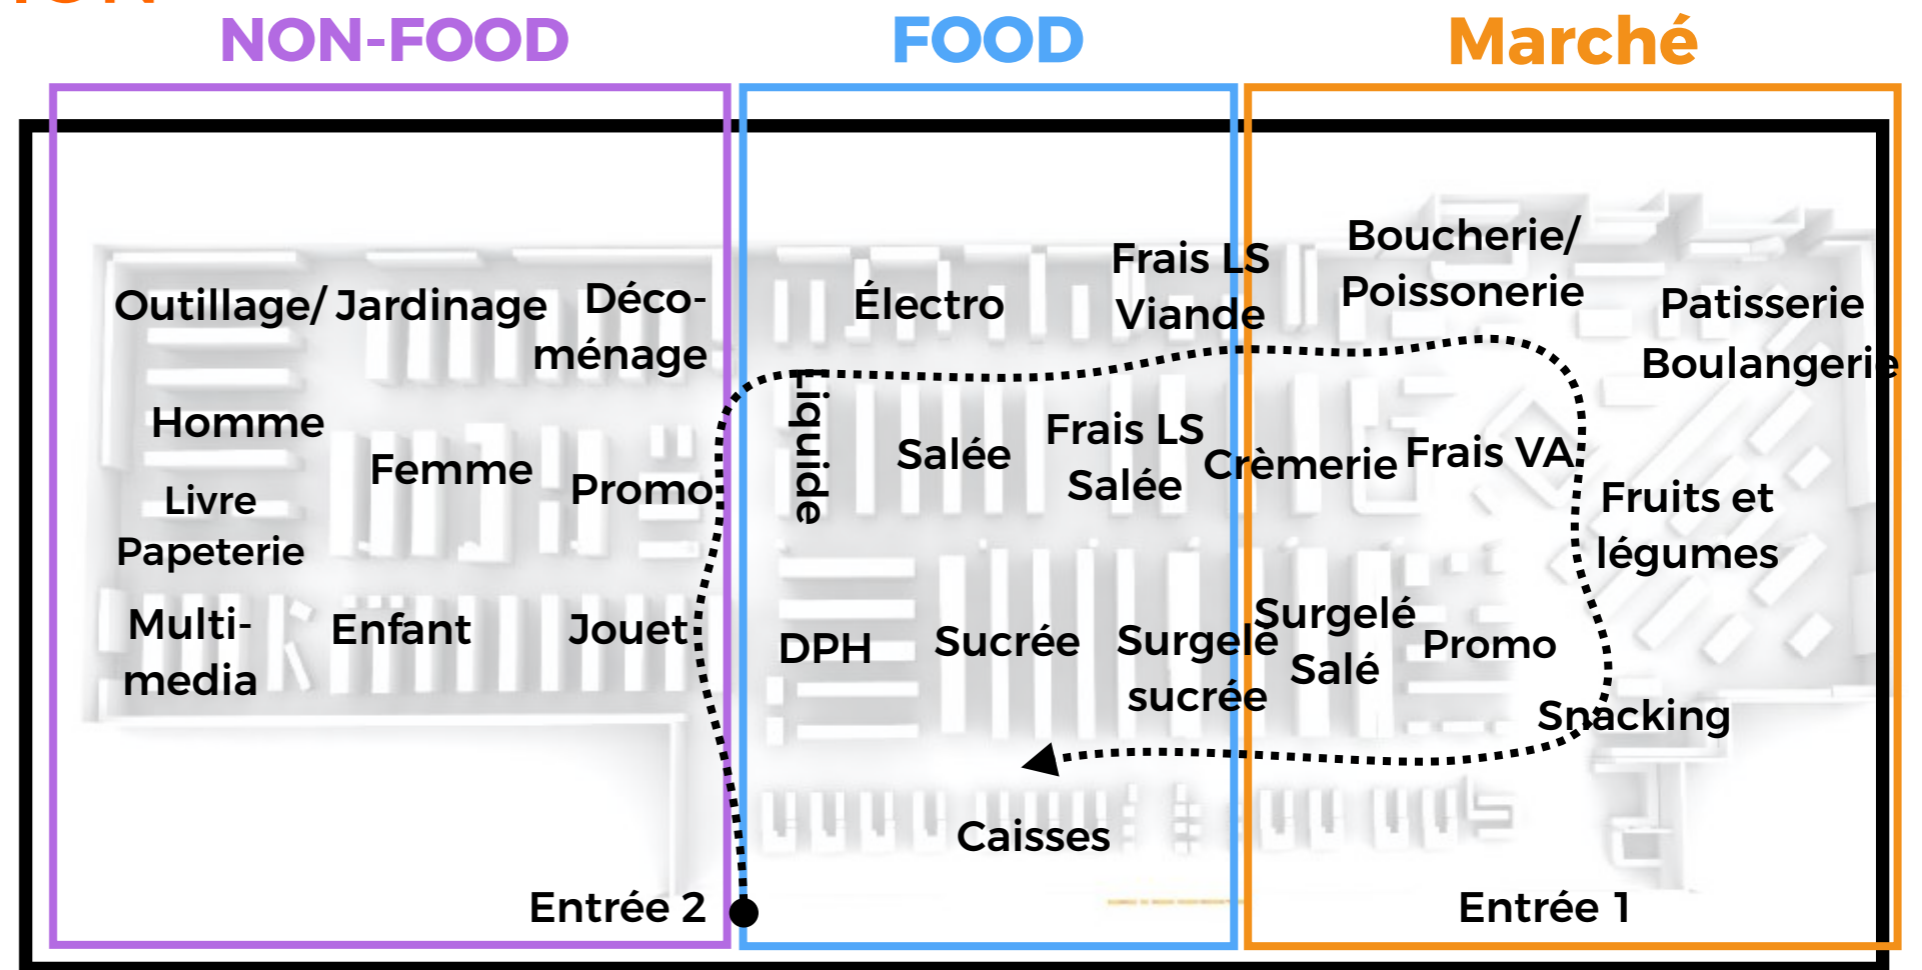 NON-FOOD
FOOD
Marché
Outillage/ Jardinage
Déco-
ménage
Électro
Frais LS
Viande
Boucherie/
Poissonerie
Patisserie
Boulangerie
Homme
Femme
Promo
Livre
Papeterie
Liquide
Salée
Frais LS
Salée
Crèmerie
Frais VA
Fruits et
légumes
Multi-
media
Enfant
Jouet
DPH
Sucrée
Surgelé
sucrée
Surgelé
Salé
Promo
Snacking
Caisses
Entrée 2
Entrée 1